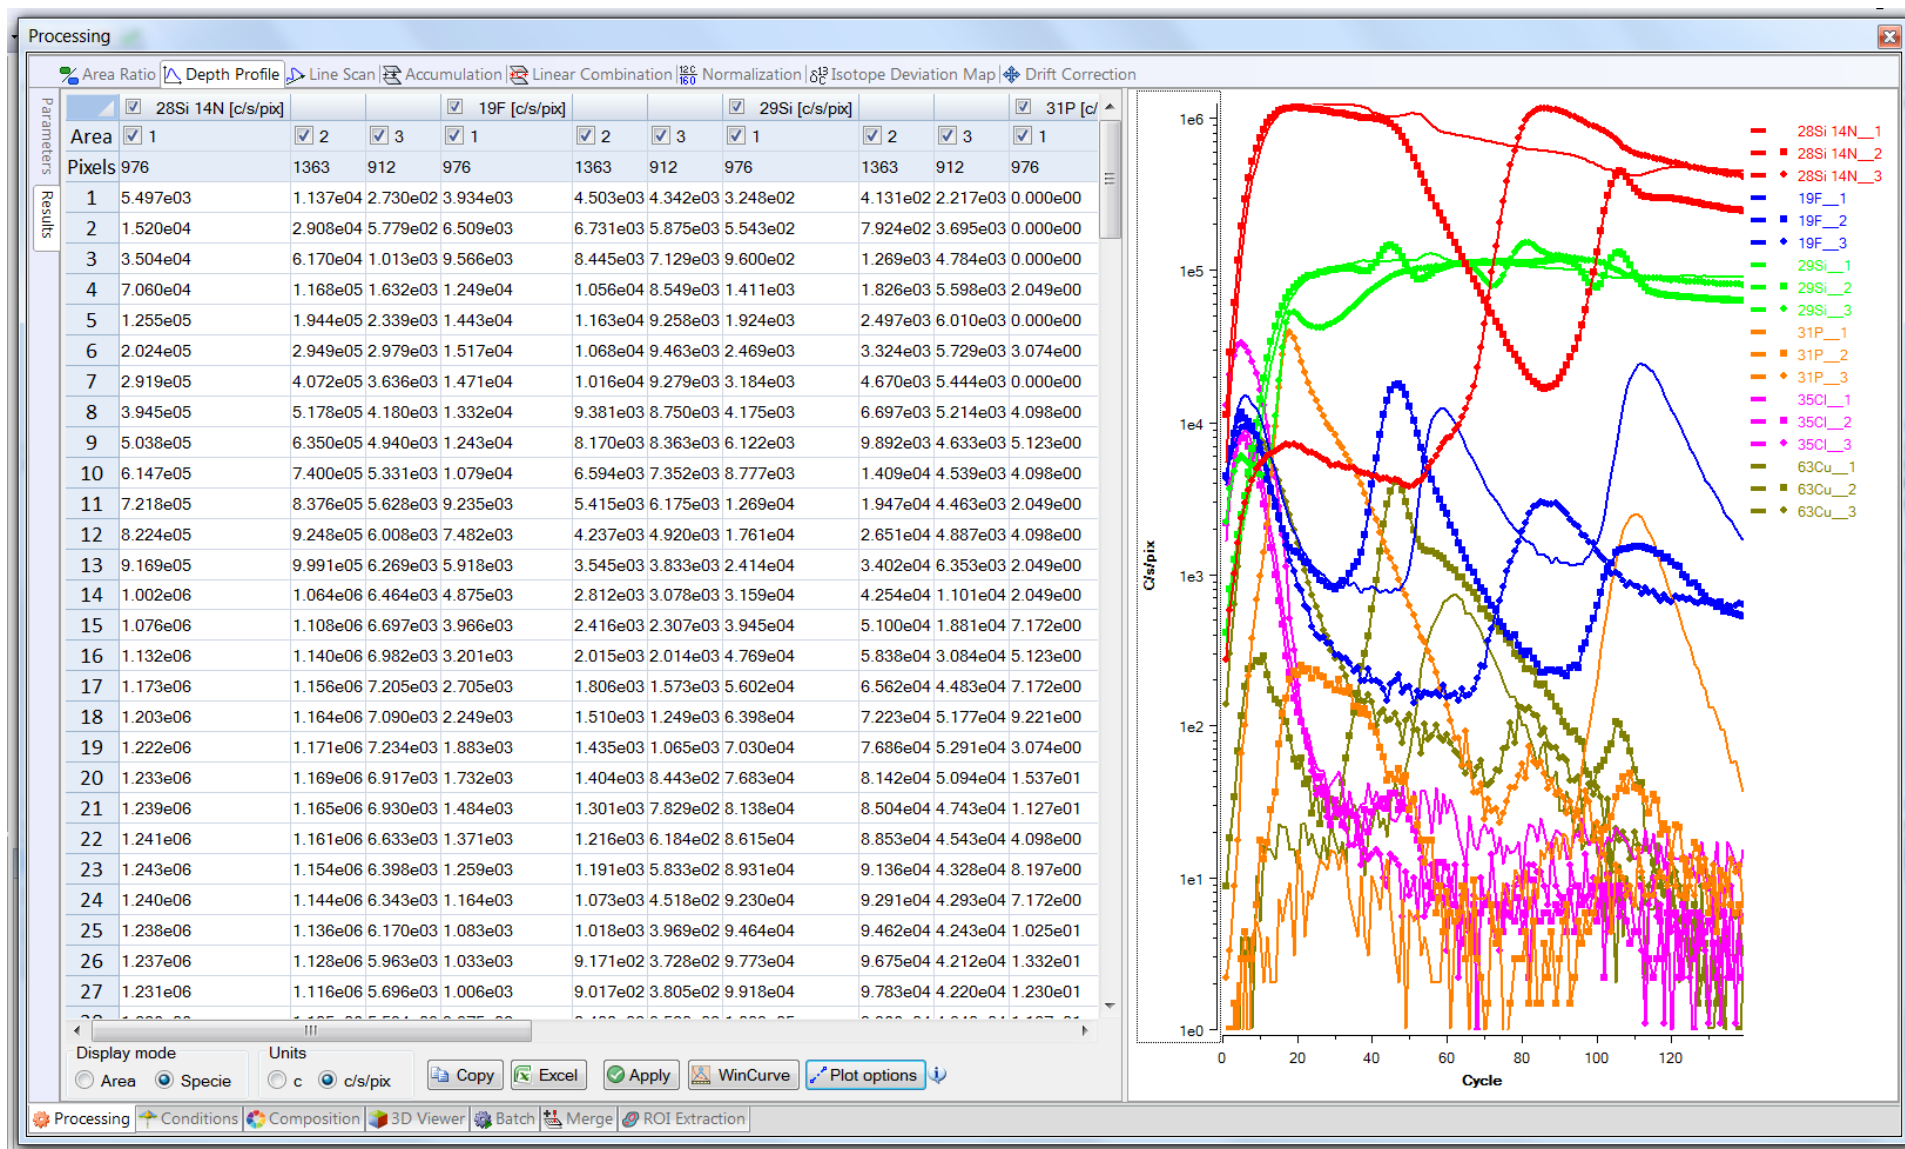 Processing
Area Ratio Depth Profile Line Scan Accumulation Linear Combination Normalization Isotope Deviation Map Drift Correction
Parameters
Results
28Si 14N [c/s/pix] 19F [c/s/pix] 29Si [c/s/pix] 31P [c/
Area 1 2 3 1 2 3 1 2 3 1
Pixels 976 1363 912 976 1363 912 976 1363 912 976
1 5.497e03 1.137e04 2.730e02 3.934e03 4.503e03 4.342e03 3.248e02 4.131e02 2.217e03 0.000e00
2 1.520e04 2.908e04 5.779e02 6.509e03 6.731e03 5.875e03 5.543e02 7.924e02 3.695e03 0.000e00
3 3.504e04 6.170e04 1.013e03 9.566e03 8.445e03 7.129e03 9.600e02 1.269e03 4.784e03 0.000e00
4 7.060e04 1.168e05 1.632e03 1.249e04 1.056e04 8.549e03 1.411e03 1.826e03 5.598e03 2.049e00
5 1.255e05 1.944e05 2.339e03 1.443e04 1.163e04 9.258e03 1.924e03 2.497e03 6.010e03 0.000e00
6 2.024e05 2.949e05 2.979e03 1.517e04 1.068e04 9.463e03 2.469e03 3.324e03 5.729e03 3.074e00
7 2.919e05 4.072e05 3.636e03 1.471e04 1.016e04 9.279e03 3.184e03 4.670e03 5.444e03 0.000e00
8 3.945e05 5.178e05 4.180e03 1.332e04 9.381e03 8.750e03 4.175e03 6.697e03 5.214e03 4.098e00
9 5.038e05 6.350e05 4.940e03 1.243e04 8.170e03 8.363e03 6.122e03 9.892e03 4.633e03 5.123e00
10 6.147e05 7.400e05 5.331e03 1.079e04 6.594e03 7.352e03 8.777e03 1.409e04 4.539e03 4.098e00
11 7.218e05 8.376e05 5.628e03 9.235e03 5.415e03 6.175e03 1.269e04 1.947e04 4.463e03 2.049e00
12 8.224e05 9.248e05 6.008e03 7.482e03 4.237e03 4.920e03 1.761e04 2.651e04 4.887e03 4.098e00
13 9.169e05 9.991e05 6.269e03 5.918e03 3.545e03 3.833e03 2.414e04 3.402e04 6.353e03 2.049e00
14 1.002e06 1.064e06 6.464e03 4.875e03 2.812e03 3.078e03 3.159e04 4.254e04 1.101e04 2.049e00
15 1.076e06 1.108e06 6.697e03 3.966e03 2.416e03 2.307e03 3.945e04 5.100e04 1.881e04 7.172e00
16 1.132e06 1.140e06 6.982e03 3.201e03 2.015e03 2.014e03 4.769e04 5.838e04 3.084e04 5.123e00
17 1.173e06 1.156e06 7.205e03 2.705e03 1.806e03 1.573e03 5.602e04 6.562e04 4.483e04 7.172e00
18 1.203e06 1.164e06 7.090e03 2.249e03 1.510e03 1.249e03 6.398e04 7.223e04 5.177e04 9.221e00
19 1.222e06 1.171e06 7.234e03 1.883e03 1.435e03 1.065e03 7.030e04 7.686e04 5.291e04 3.074e00
20 1.233e06 1.169e06 6.917e03 1.732e03 1.404e03 8.443e02 7.683e04 8.142e04 5.094e04 1.537e01
21 1.239e06 1.165e06 6.930e03 1.484e03 1.301e03 7.829e02 8.138e04 8.504e04 4.743e04 1.127e01
22 1.241e06 1.161e06 6.633e03 1.371e03 1.216e03 6.184e02 8.615e04 8.853e04 4.543e04 4.098e00
23 1.243e06 1.154e06 6.398e03 1.259e03 1.191e03 5.833e02 8.931e04 9.136e04 4.328e04 8.197e00
24 1.240e06 1.144e06 6.343e03 1.164e03 1.073e03 4.518e02 9.230e04 9.291e04 4.293e04 7.172e00
25 1.238e06 1.136e06 6.170e03 1.083e03 1.018e03 3.969e02 9.464e04 9.462e04 4.243e04 1.025e01
26 1.237e06 1.128e06 5.963e03 1.033e03 9.171e02 3.728e02 9.773e04 9.675e04 4.212e04 1.332e01
27 1.231e06 1.116e06 5.696e03 1.006e03 9.017e02 3.805e02 9.918e04 9.783e04 4.220e04 1.230e01
Display mode
Area Specie
Units
c c/s/pix
Copy Excel Apply WinCurve Plot options
Processing Conditions Composition 3D Viewer Batch Merge ROI Extraction
C/s/pix
1e6
1e5
1e4
1e3
1e2
1e1
1e0
0 20 40 60 80 100 120
Cycle
28Si 14N__1
28Si 14N__2
28Si 14N__3
19F__1
19F__2
19F__3
29Si__1
29Si__2
29Si__3
31P__1
31P__2
31P__3
35Cl__1
35Cl__2
35Cl__3
63Cu__1
63Cu__2
63Cu__3